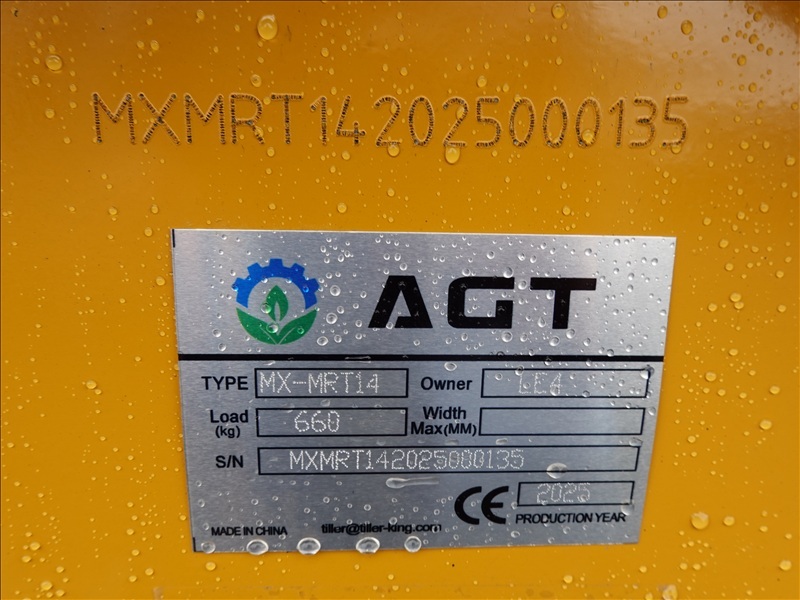 MXMRT142025000135
AGT
TYPE MX-MRT14 Owner
Load (kg) 660 Width Max(MM)
S/N MXMRT142025000135
CE 2025
MADE IN CHINA tiller@tiller-king.com PRODUCTION YEAR